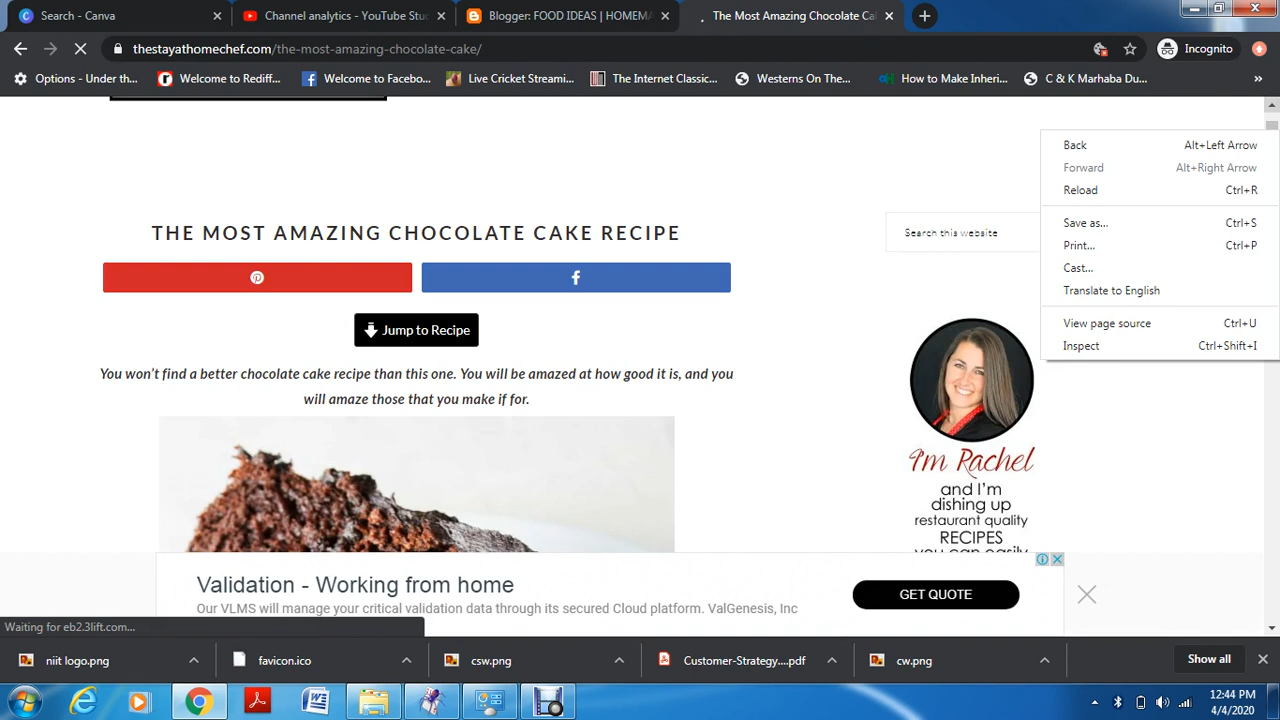 Search - Canva
Channel analytics - YouTube Stu
Blogger: FOOD IDEAS | HOMEMA
The Most Amazing Chocolate Ca
thestayathomechef.com/the-most-amazing-chocolate-cake/
Incognito
Options - Under th...
Welcome to Rediff...
Welcome to Facebo...
Live Cricket Streami...
The Internet Classic...
Westerns On The...
How to Make Inheri...
C & K Marhaba Du...
Back Alt+Left Arrow
Forward Alt+Right Arrow
Reload Ctrl+R
Save as... Ctrl+S
Print... Ctrl+P
Cast...
Translate to English
View page source Ctrl+U
Inspect Ctrl+Shift+I
THE MOST AMAZING CHOCOLATE CAKE RECIPE
Search this website
Jump to Recipe
You won't find a better chocolate cake recipe than this one. You will be amazed at how good it is, and you
will amaze those that you make if for.
I'm Rachel
and I'm
dishing up
restaurant quality
RECIPES
you can easily
Validation - Working from home
Our VLMS will manage your critical validation data through its secured Cloud platform. ValGenesis, Inc
GET QUOTE
Waiting for eb2.3lift.com...
niit logo.png
favicon.ico
csw.png
Customer-Strategy....pdf
cw.png
Show all
12:44 PM
4/4/2020